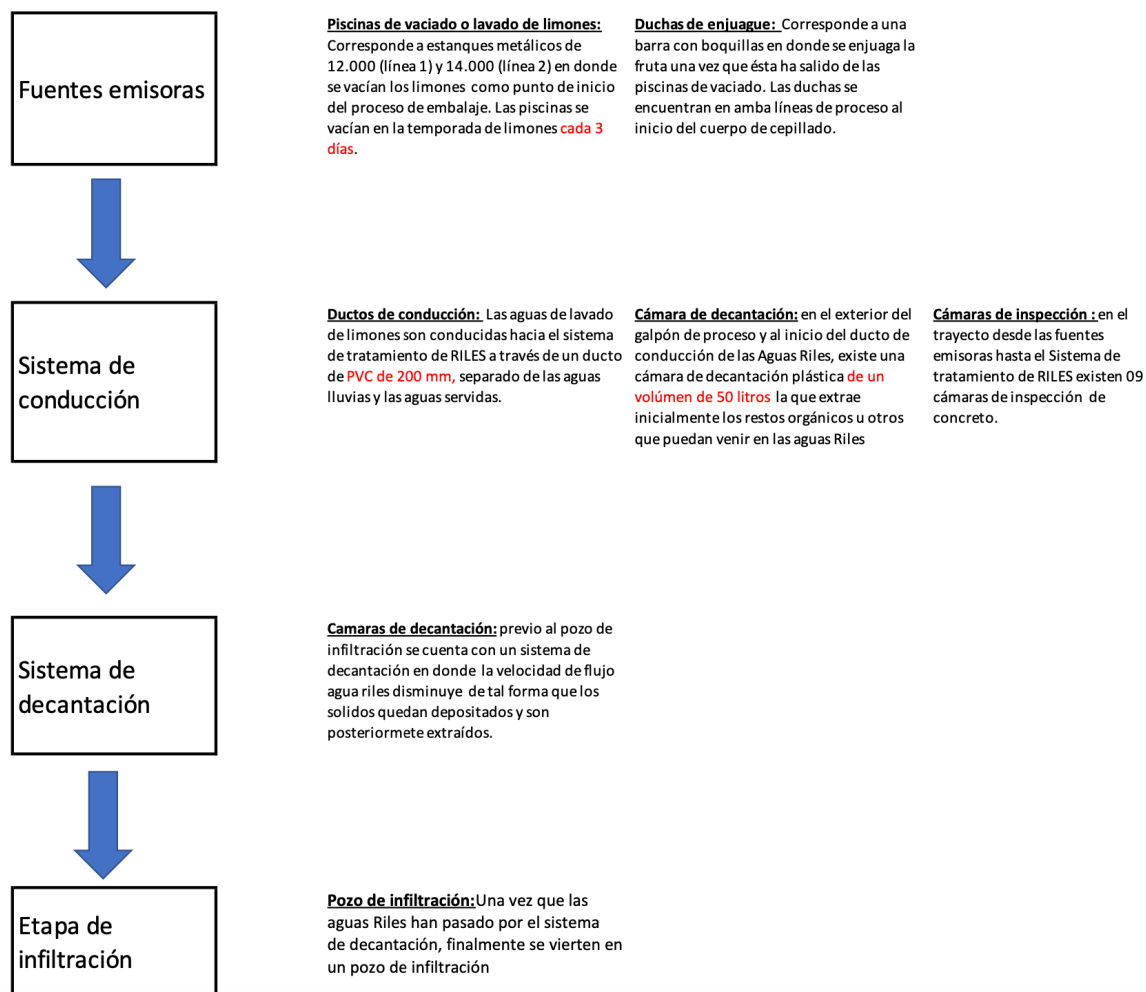 Fuentes emisoras
Piscinas de vaciado o lavado de limones:
Corresponde a estanques metálicos de
12.000 (línea 1) y 14.000 (línea 2) en donde
se vacían los limones como punto de inicio
del proceso de embalaje. Las piscinas se
vacían en la temporada de limones cada 3
días.
Duchas de enjuague: Corresponde a una
barra con boquillas en donde se enjuaga la
fruta una vez que ésta ha salido de las
piscinas de vaciado. Las duchas se
encuentran en amba líneas de proceso al
inicio del cuerpo de cepillado.
Sistema de
conducción
Ductos de conducción: Las aguas de lavado
de limones son conducidas hacia el sistema
de tratamiento de RILES a través de un ducto
de PVC de 200 mm, separado de las aguas
lluvias y las aguas servidas.
Cámara de decantación: en el exterior del
galpón de proceso y al inicio del ducto de
conducción de las Aguas Riles, existe una
cámara de decantación plástica de un
volúmen de 50 litros la que extrae
inicialmente los restos orgánicos u otros
que puedan venir en las aguas Riles
Cámaras de inspección : en el
trayecto desde las fuentes
emisoras hasta el Sistema de
tratamiento de RILES existen 09
cámaras de inspección de
concreto.
Sistema de
decantación
Camaras de decantación: previo al pozo de
infiltración se cuenta con un sistema de
decantación en donde la velocidad de flujo
agua riles disminuye de tal forma que los
solidos quedan depositados y son
posteriormete extraídos.
Etapa de
infiltración
Pozo de infiltración:Una vez que las
aguas Riles han pasado por el sistema
de decantación, finalmente se vierten en
un pozo de infiltración